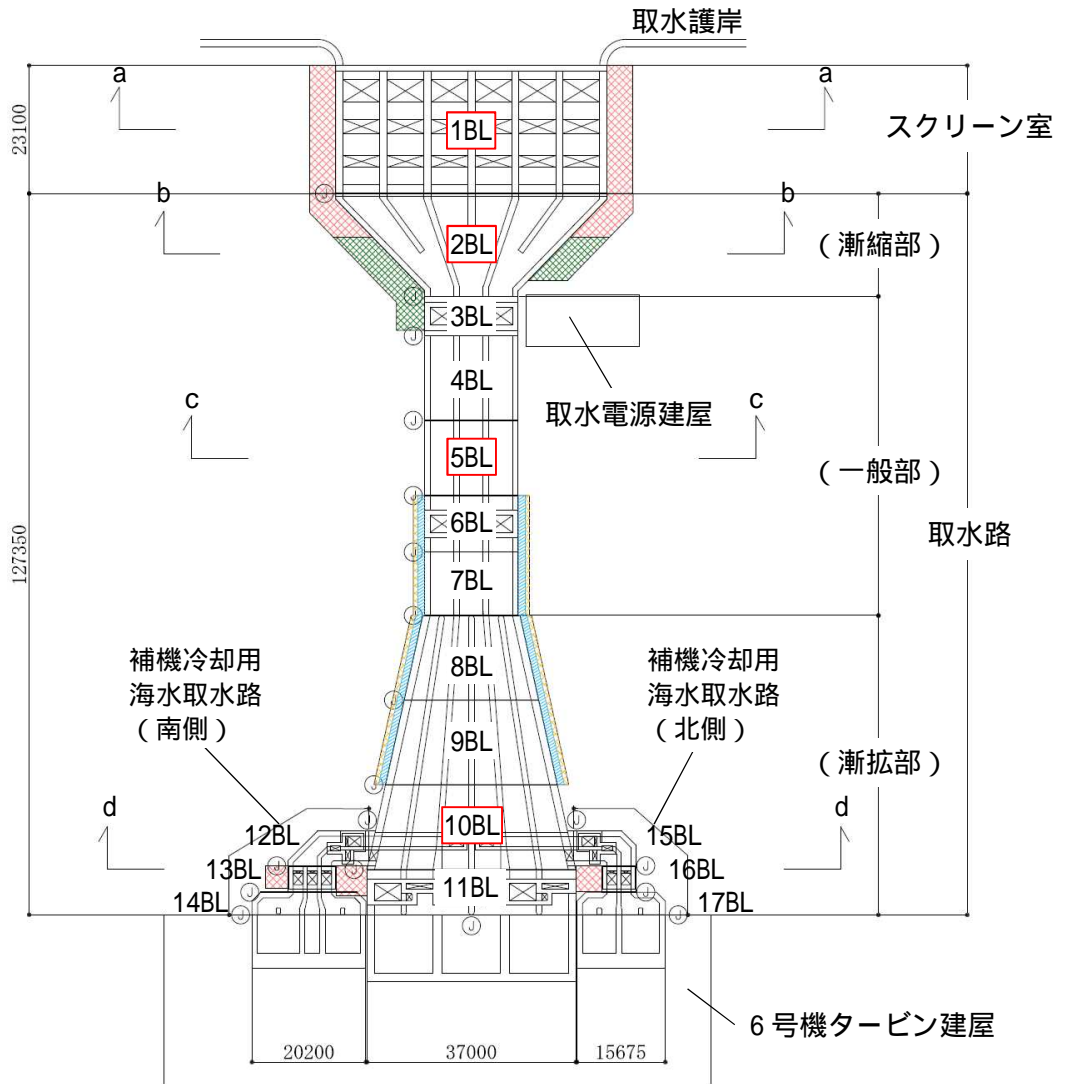 取水護岸
a
a
23100
1BL
スクリーン室
J
b
b
2BL
（漸縮部）
J
3BL
J
4BL
取水電源建屋
c
c
J
5BL
（一般部）
J
6BL
取水路
127350
J
7BL
J
補機冷却用
海水取水路
（南側）
8BL
補機冷却用
海水取水路
（北側）
J
9BL
（漸拡部）
J
d
d
J
10BL
J
12BL
15BL
J
J
J
13BL
16BL
11BL
J
J
14BL
17BL
J
J
J
6号機タービン建屋
20200
37000
15675